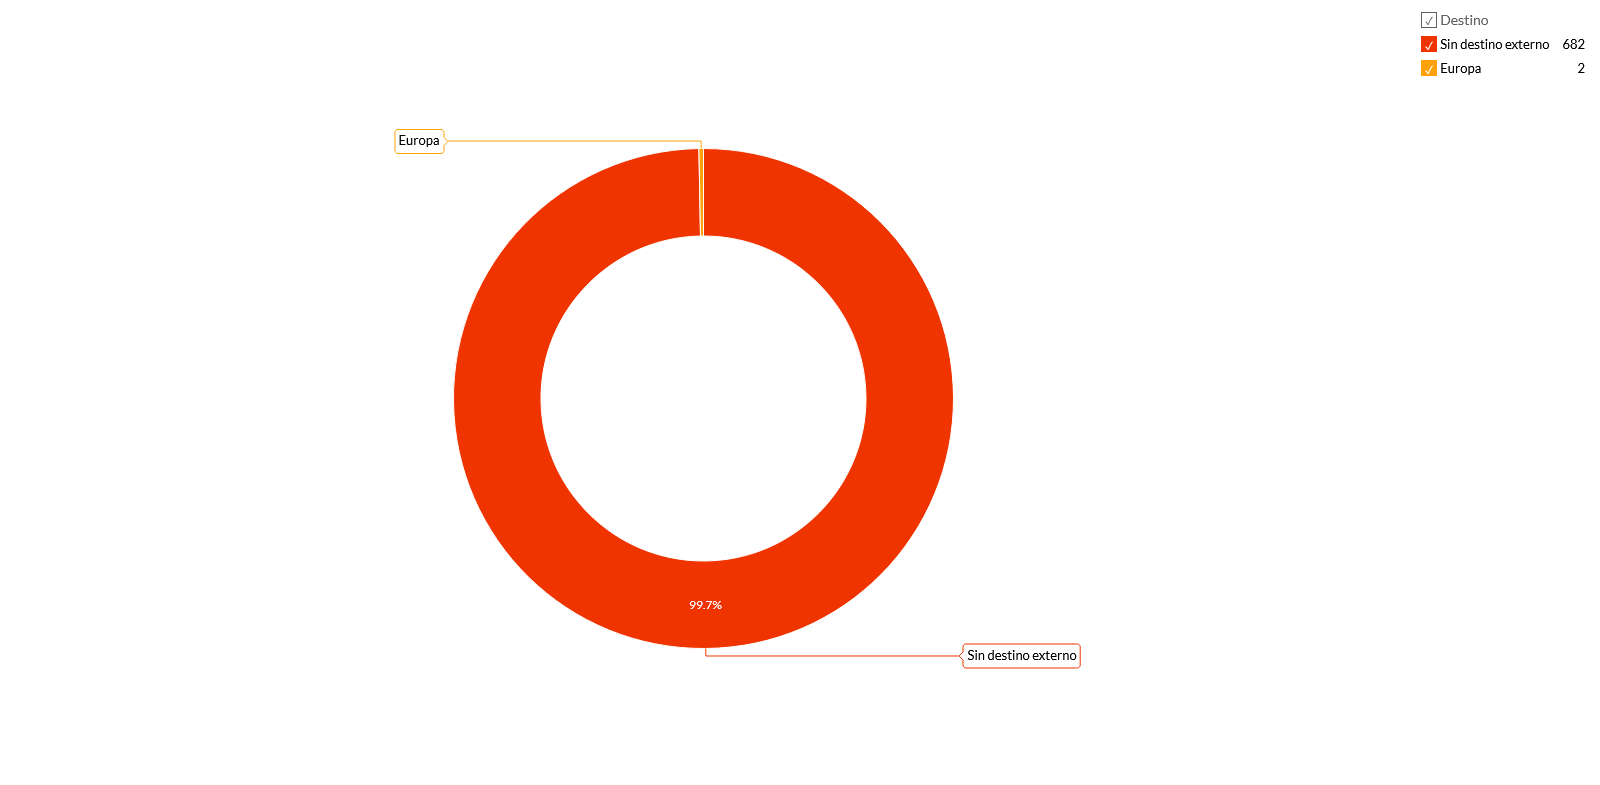 Destino
Sin destino externo 682
Europa 2
Europa
99.7%
Sin destino externo